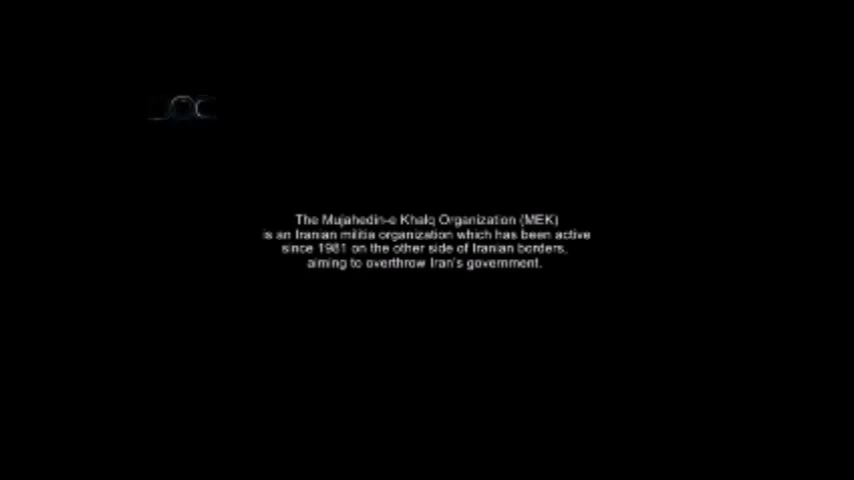 The Mujahedin-e Khalq Organization (MEK)
is an Iranian militia organization which has been active
since 1981 on the other side of Iranian borders,
aiming to overthrow Iran's government.